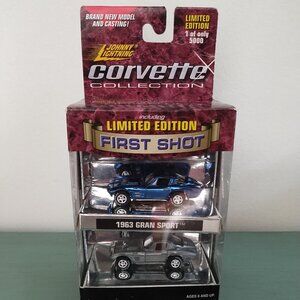 BRAND NEW MODEL
AND CASTING!
LIMITED
EDITION
1 of only
5000
JOHNNY
LIGHTNING
corvette
COLLECTION
including
LIMITED EDITION
FIRST SHOT
1963 GRAN SPORT
AGES 8 AND UP